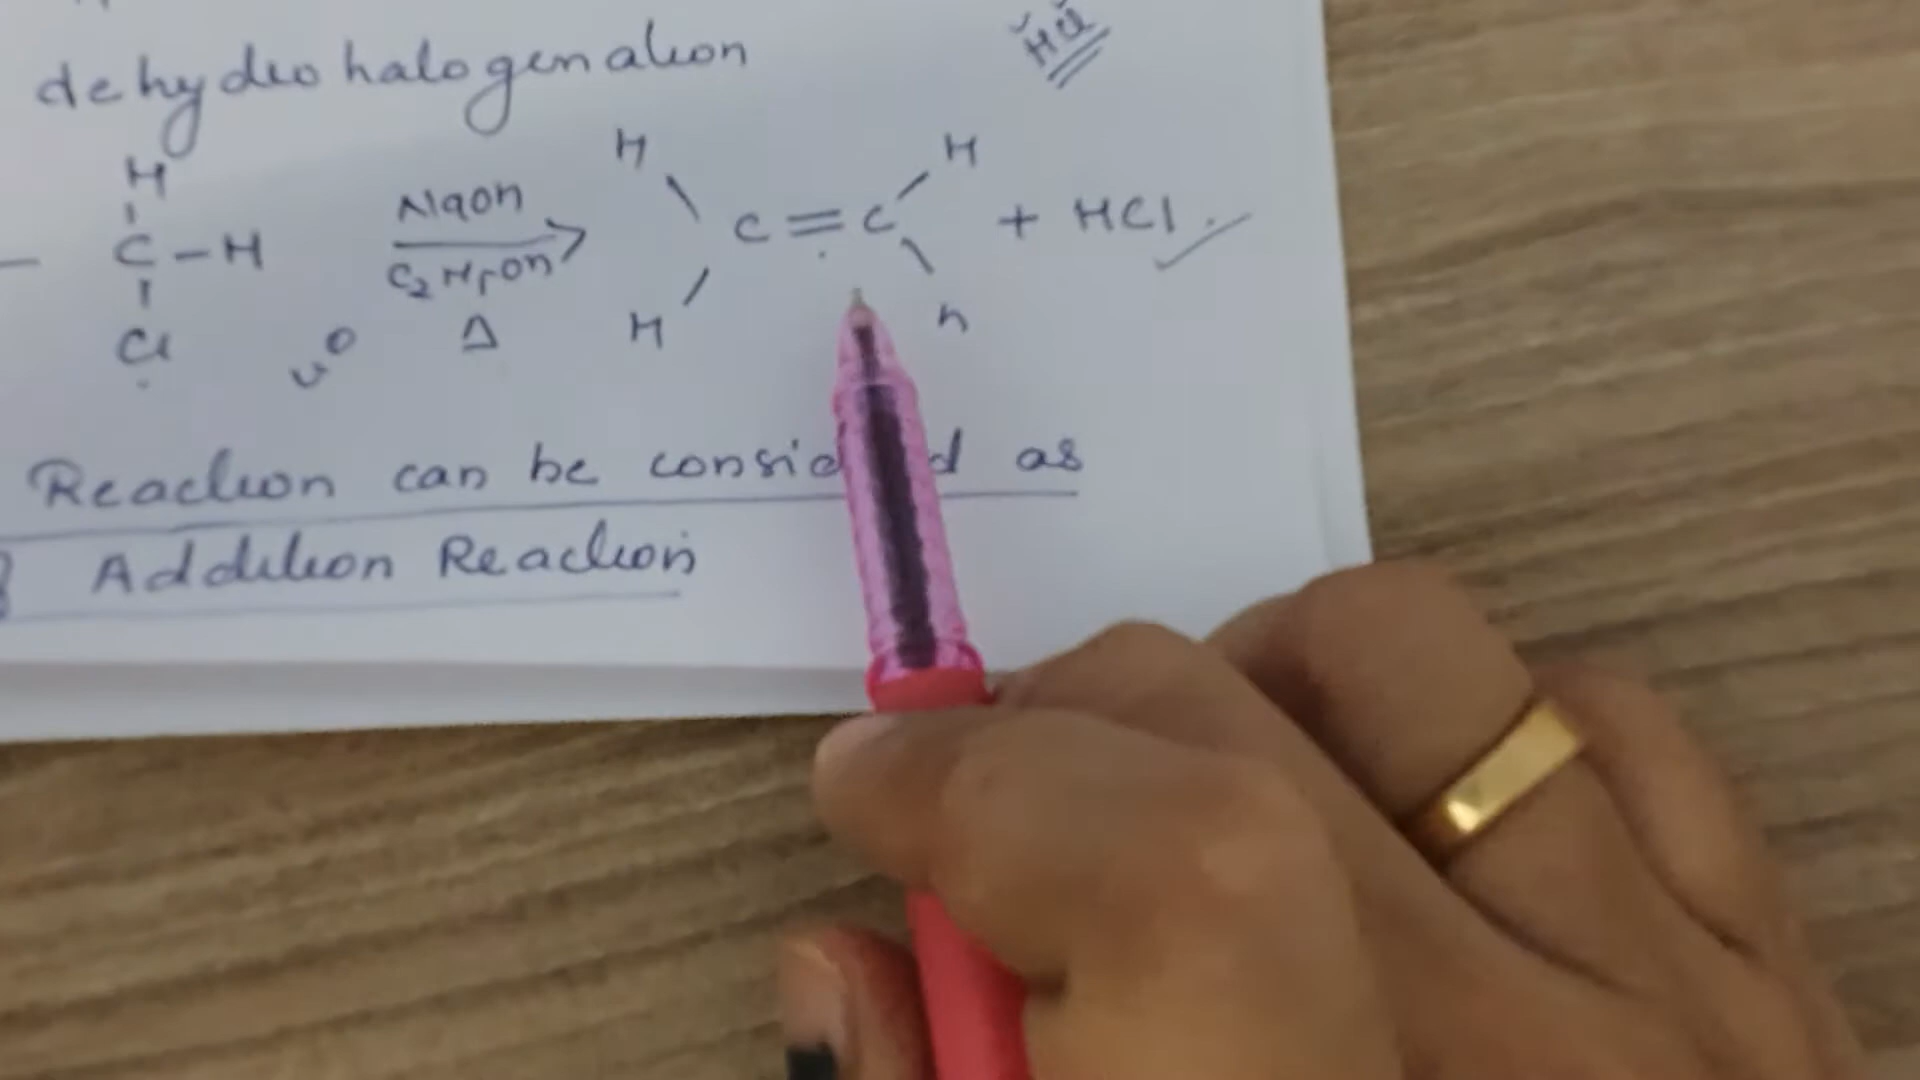 HCl
dehydrohalogenation
H H H
NaOH
C - H C = C + HCl.
C2H5OH
Cl Δ H H
Reaction can be consid d as
Addition Reaction